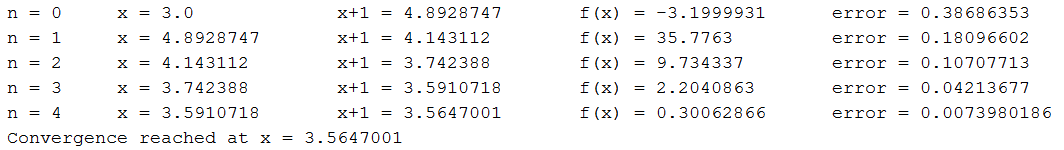 n = 0 x = 3.0 x+1 = 4.8928747 f(x) = -3.1999931 error = 0.38686353
n = 1 x = 4.8928747 x+1 = 4.143112 f(x) = 35.7763 error = 0.18096602
n = 2 x = 4.143112 x+1 = 3.742388 f(x) = 9.734337 error = 0.10707713
n = 3 x = 3.742388 x+1 = 3.5910718 f(x) = 2.2040863 error = 0.04213677
n = 4 x = 3.5910718 x+1 = 3.5647001 f(x) = 0.30062866 error = 0.0073980186
Convergence reached at x = 3.5647001